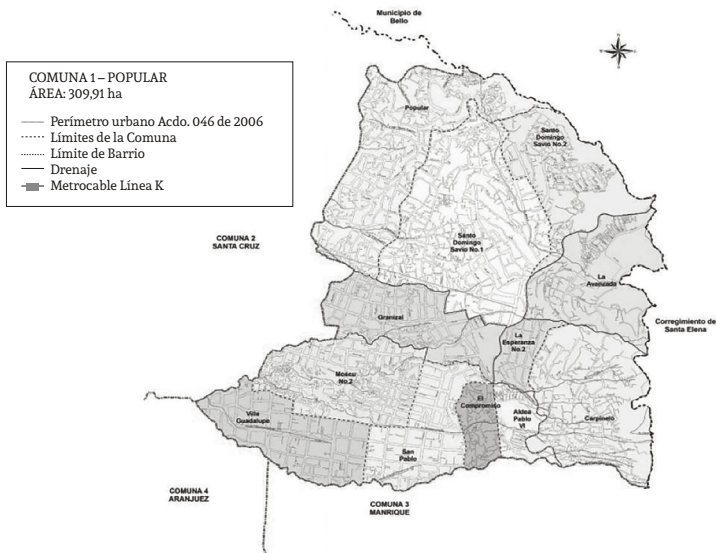 Municipio de
Bello
COMUNA 1 – POPULAR
ÁREA: 309,91 ha
Perímetro urbano Acdo. 046 de 2006
Límites de la Comuna
Límite de Barrio
Drenaje
Metrocable Línea K
Popular
Santo
Domingo
Savio No.2
COMUNA 2
SANTA CRUZ
Santo
Domingo
Savio No.1
La
Avanzada
Granizal
Corregimiento de
Santa Elena
La
Esperanza
No.2
Moscu
No.2
Villa
Guadalupe
El
Compromiso
Aldea
Pablo
VI
Carpinelo
San
Pablo
COMUNA 4
ARANJUEZ
COMUNA 3
MANRIQUE